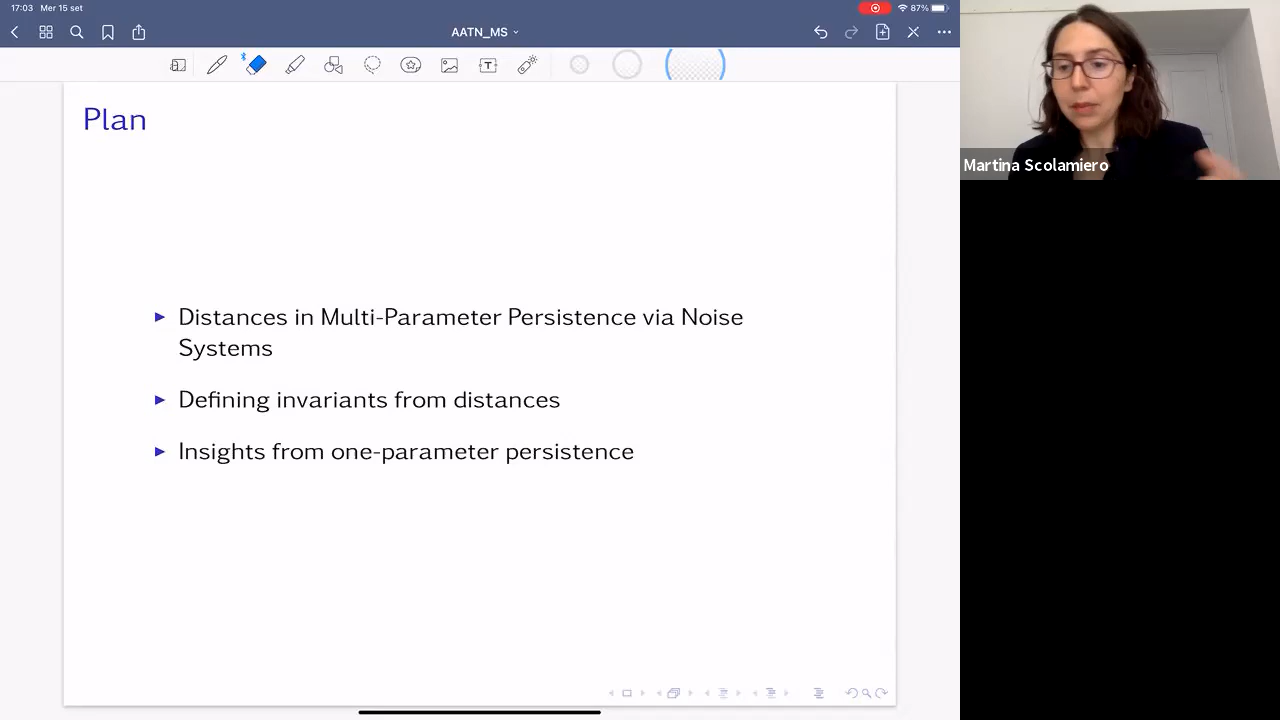 17:03 Mer 15 set
87%
AATN_MS
T
Plan
Distances in Multi-Parameter Persistence via Noise
Systems
Defining invariants from distances
Insights from one-parameter persistence
Martina Scolamiero